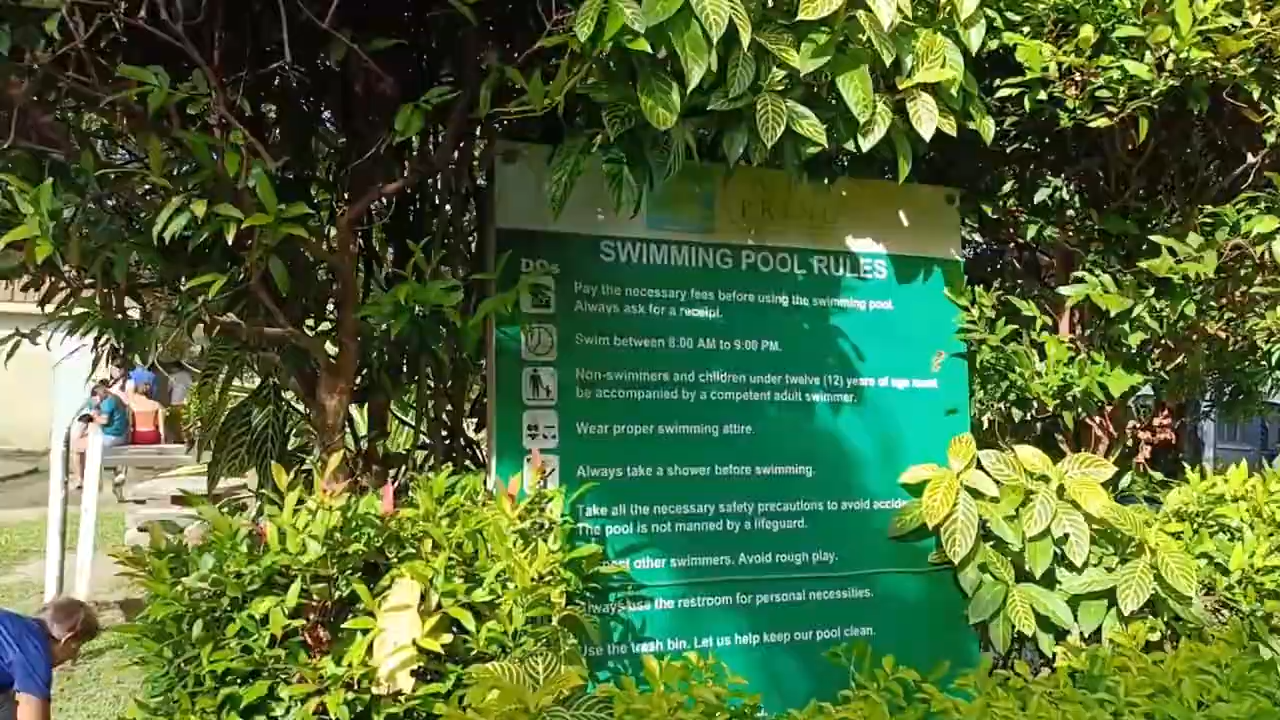 PRIME
SWIMMING POOL RULES
DOs
Pay the necessary fees before using the swimming pool.
Always ask for a receipt.
Swim between 8:00 AM to 9:00 PM.
Non-swimmers and children under twelve (12) years of age must
be accompanied by a competent adult swimmer.
Wear proper swimming attire.
Always take a shower before swimming.
Take all the necessary safety precautions to avoid
The pool is not manned by a lifeguard.
other swimmers. Avoid rough play.
Always use the restroom for personal necessities.
Use the trash bin. Let us help keep our pool clean.